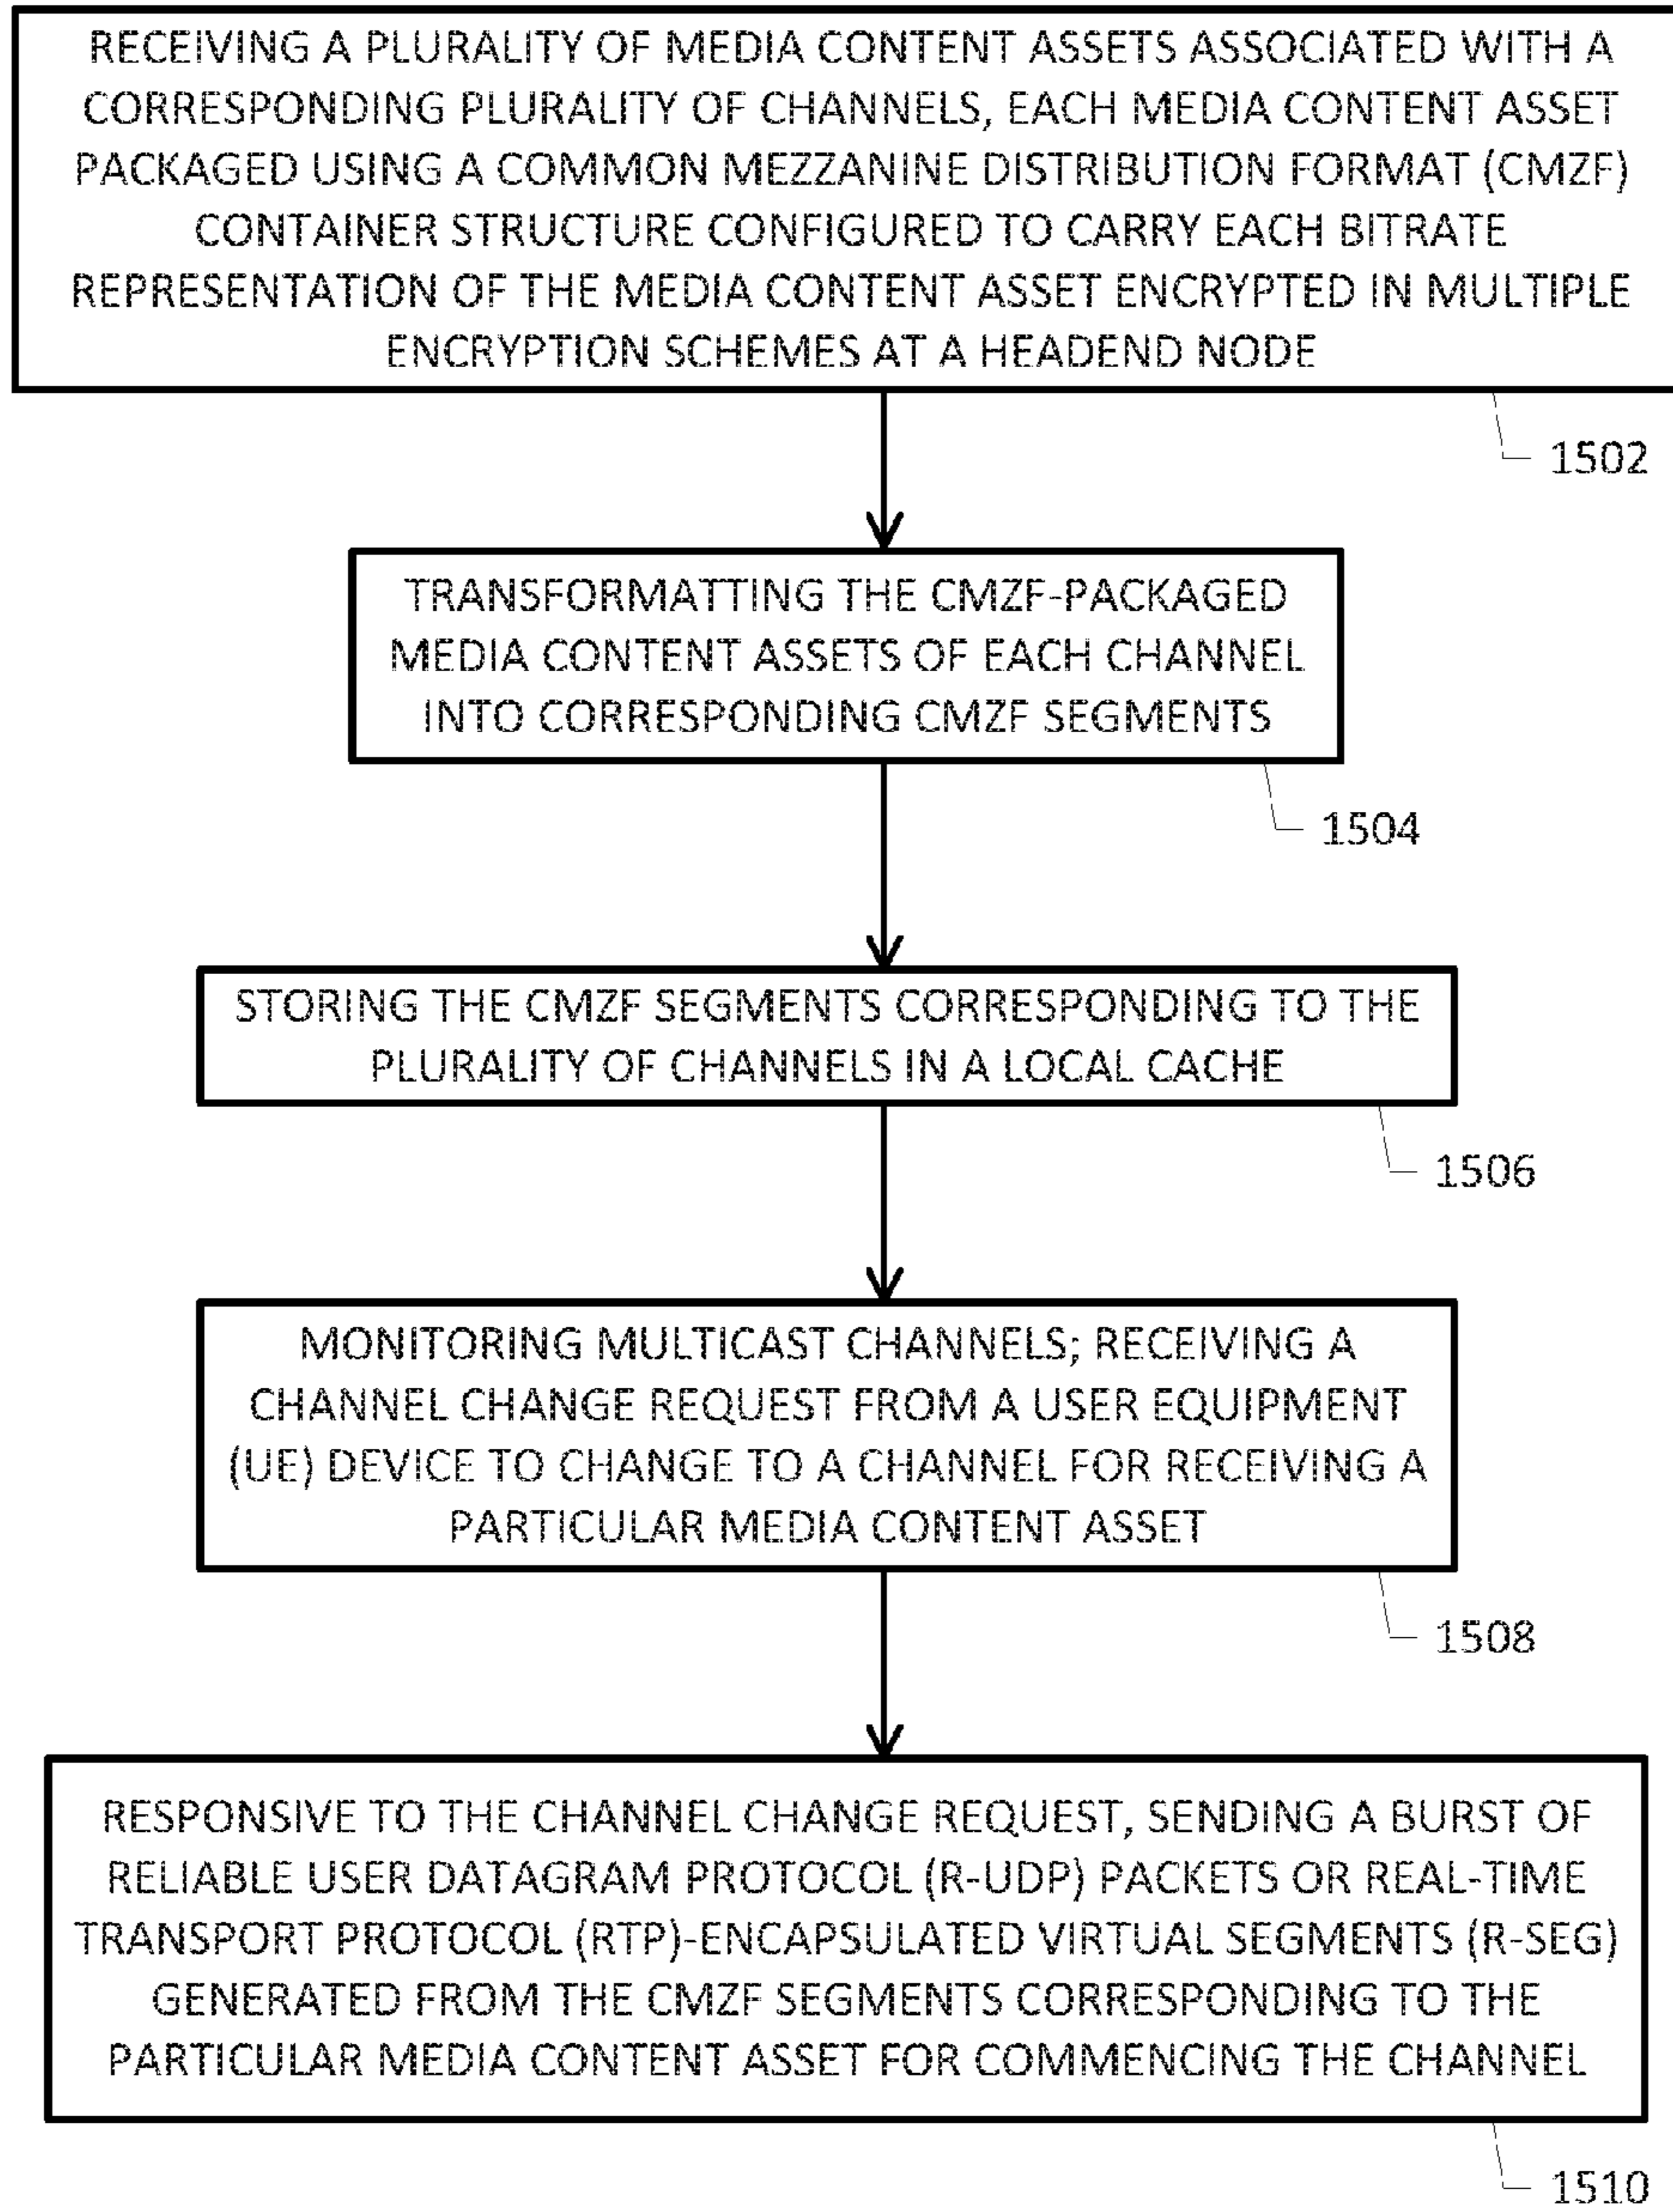 RECEIVING A PLURALITY OF MEDIA CONTENT ASSETS ASSOCIATED WITH A
CORRESPONDING PLURALITY OF CHANNELS, EACH MEDIA CONTENT ASSET
PACKAGED USING A COMMON MEZZANINE DISTRIBUTION FORMAT (CMZF)
CONTAINER STRUCTURE CONFIGURED TO CARRY EACH BITRATE
REPRESENTATION OF THE MEDIA CONTENT ASSET ENCRYPTED IN MULTIPLE
ENCRYPTION SCHEMES AT A HEADEND NODE
1502
TRANSFORMATTING THE CMZF-PACKAGED
MEDIA CONTENT ASSETS OF EACH CHANNEL
INTO CORRESPONDING CMZF SEGMENTS
1504
STORING THE CMZF SEGMENTS CORRESPONDING TO THE
PLURALITY OF CHANNELS IN A LOCAL CACHE
1506
MONITORING MULTICAST CHANNELS; RECEIVING A
CHANNEL CHANGE REQUEST FROM A USER EQUIPMENT
(UE) DEVICE TO CHANGE TO A CHANNEL FOR RECEIVING A
PARTICULAR MEDIA CONTENT ASSET
1508
RESPONSIVE TO THE CHANNEL CHANGE REQUEST, SENDING A BURST OF
RELIABLE USER DATAGRAM PROTOCOL (R-UDP) PACKETS OR REAL-TIME
TRANSPORT PROTOCOL (RTP)-ENCAPSULATED VIRTUAL SEGMENTS (R-SEG)
GENERATED FROM THE CMZF SEGMENTS CORRESPONDING TO THE
PARTICULAR MEDIA CONTENT ASSET FOR COMMENCING THE CHANNEL
1510